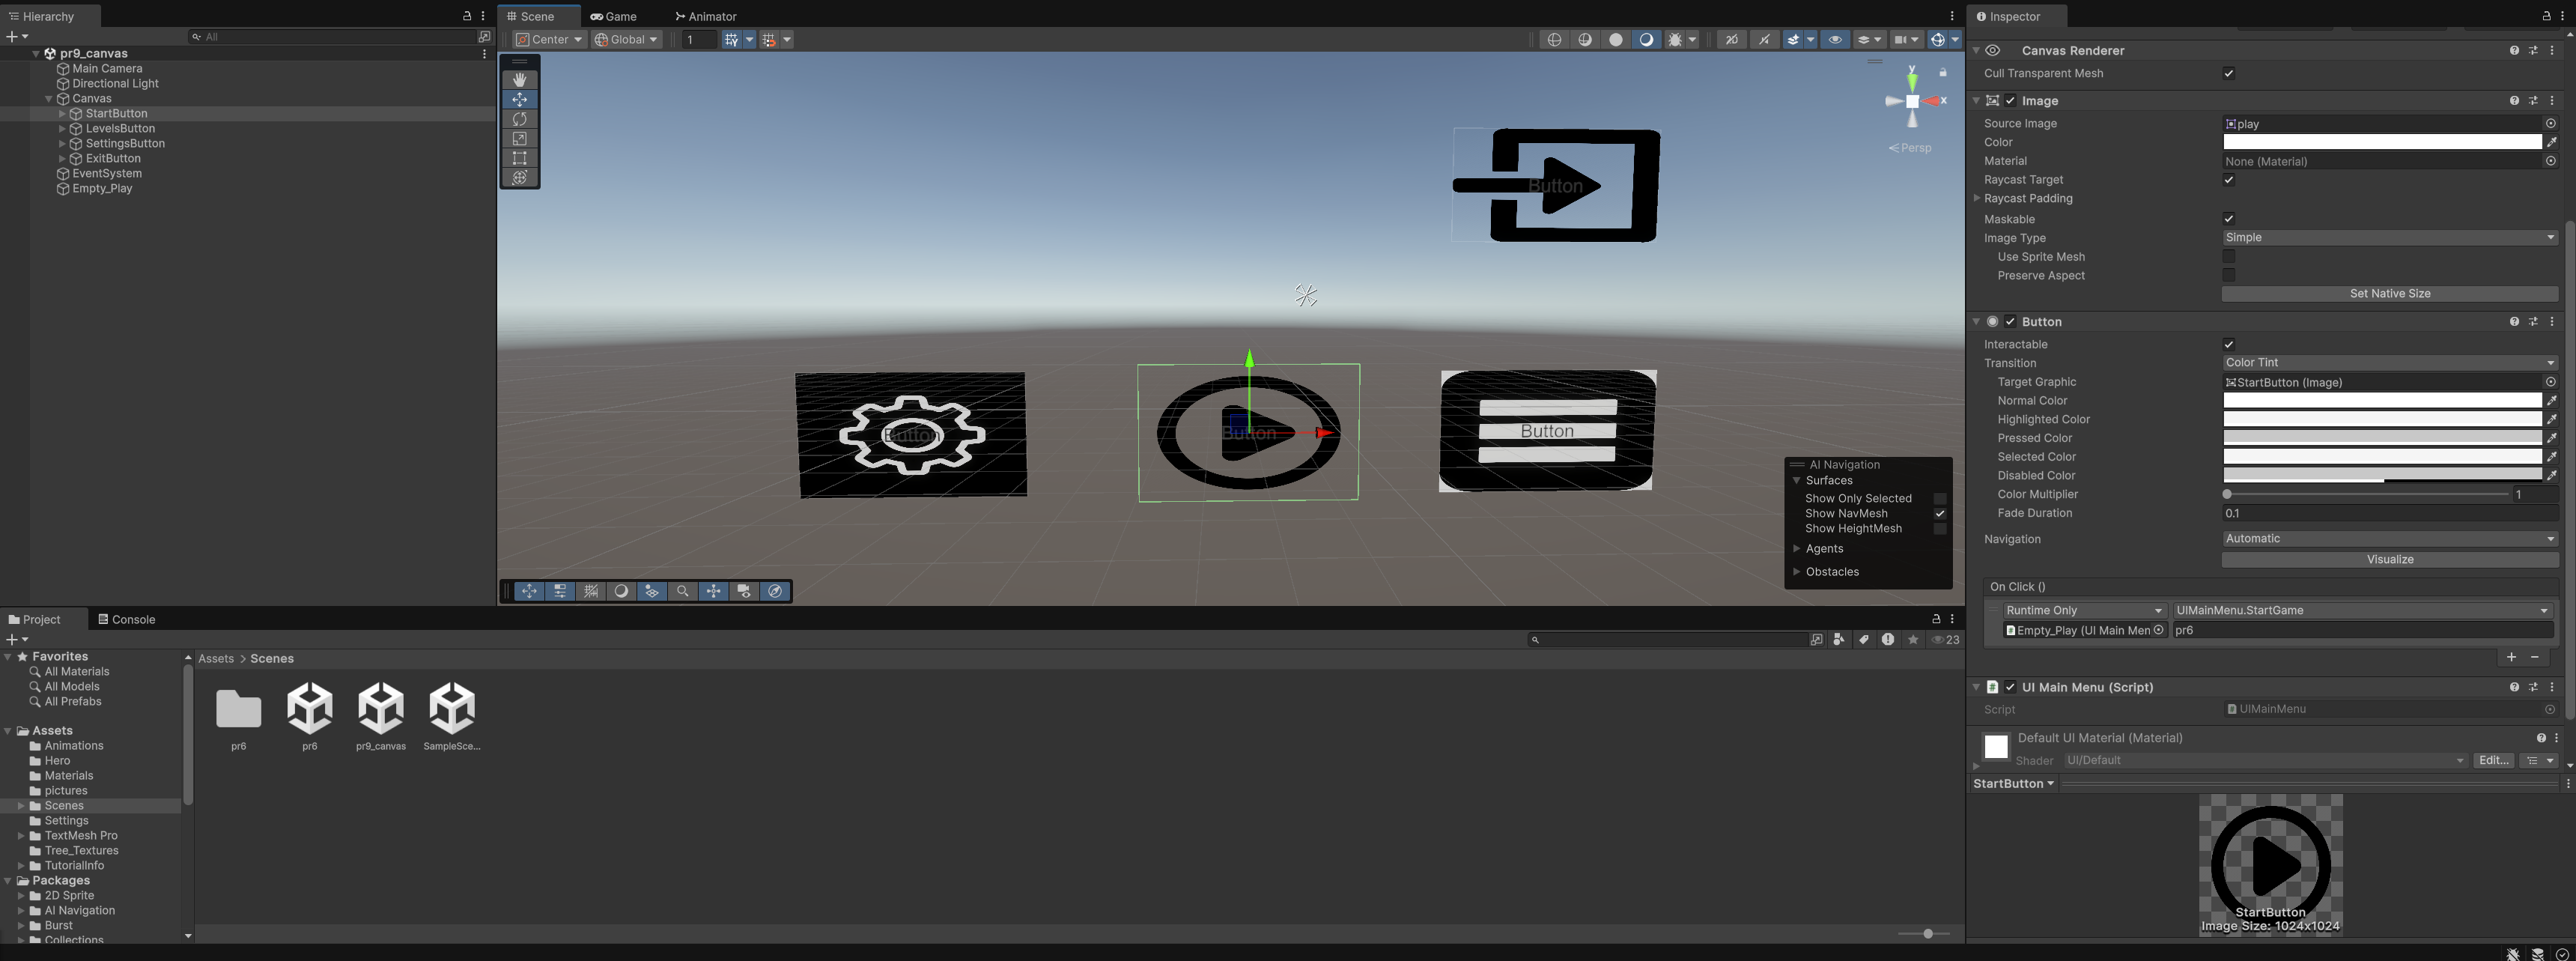 Hierarchy
All
pr9_canvas
Main Camera
Directional Light
Canvas
StartButton
LevelsButton
SettingsButton
ExitButton
EventSystem
Empty_Play
Scene
Game
Animator
Center
Global
1
2D
y
x
Persp
Button
Button
Button
Button
AI Navigation
Surfaces
Show Only Selected
Show NavMesh
Show HeightMesh
Agents
Obstacles
Project
Console
23
Favorites
All Materials
All Models
All Prefabs
Assets
Animations
Hero
Materials
pictures
Scenes
Settings
TextMesh Pro
Tree_Textures
TutorialInfo
Packages
2D Sprite
AI Navigation
Burst
Collections
Assets > Scenes
pr6
pr6
pr9_canvas
SampleSce...
Inspector
Canvas Renderer
Cull Transparent Mesh
Image
Source Image
play
Color
Material
None (Material)
Raycast Target
Raycast Padding
Maskable
Image Type
Simple
Use Sprite Mesh
Preserve Aspect
Set Native Size
Button
Interactable
Transition
Color Tint
Target Graphic
StartButton (Image)
Normal Color
Highlighted Color
Pressed Color
Selected Color
Disabled Color
Color Multiplier
1
Fade Duration
0.1
Navigation
Automatic
Visualize
On Click ()
Runtime Only
UIMainMenu.StartGame
Empty_Play (UI Main Men
pr6
UI Main Menu (Script)
Script
UIMainMenu
Default UI Material (Material)
Shader
UI/Default
Edit...
StartButton
StartButton
Image Size: 1024x1024